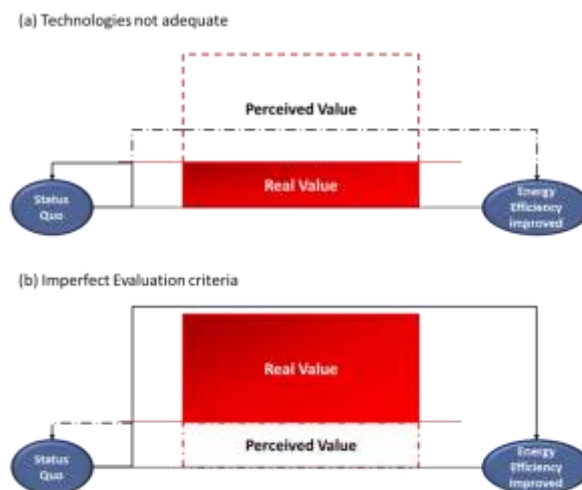 (a) Technologies not adequate
Perceived Value
Real Value
Status
Quo
Energy
Efficiency
improved
(b) Imperfect Evaluation criteria
Real Value
Perceived Value
Status
Quo
Energy
Efficiency
improved